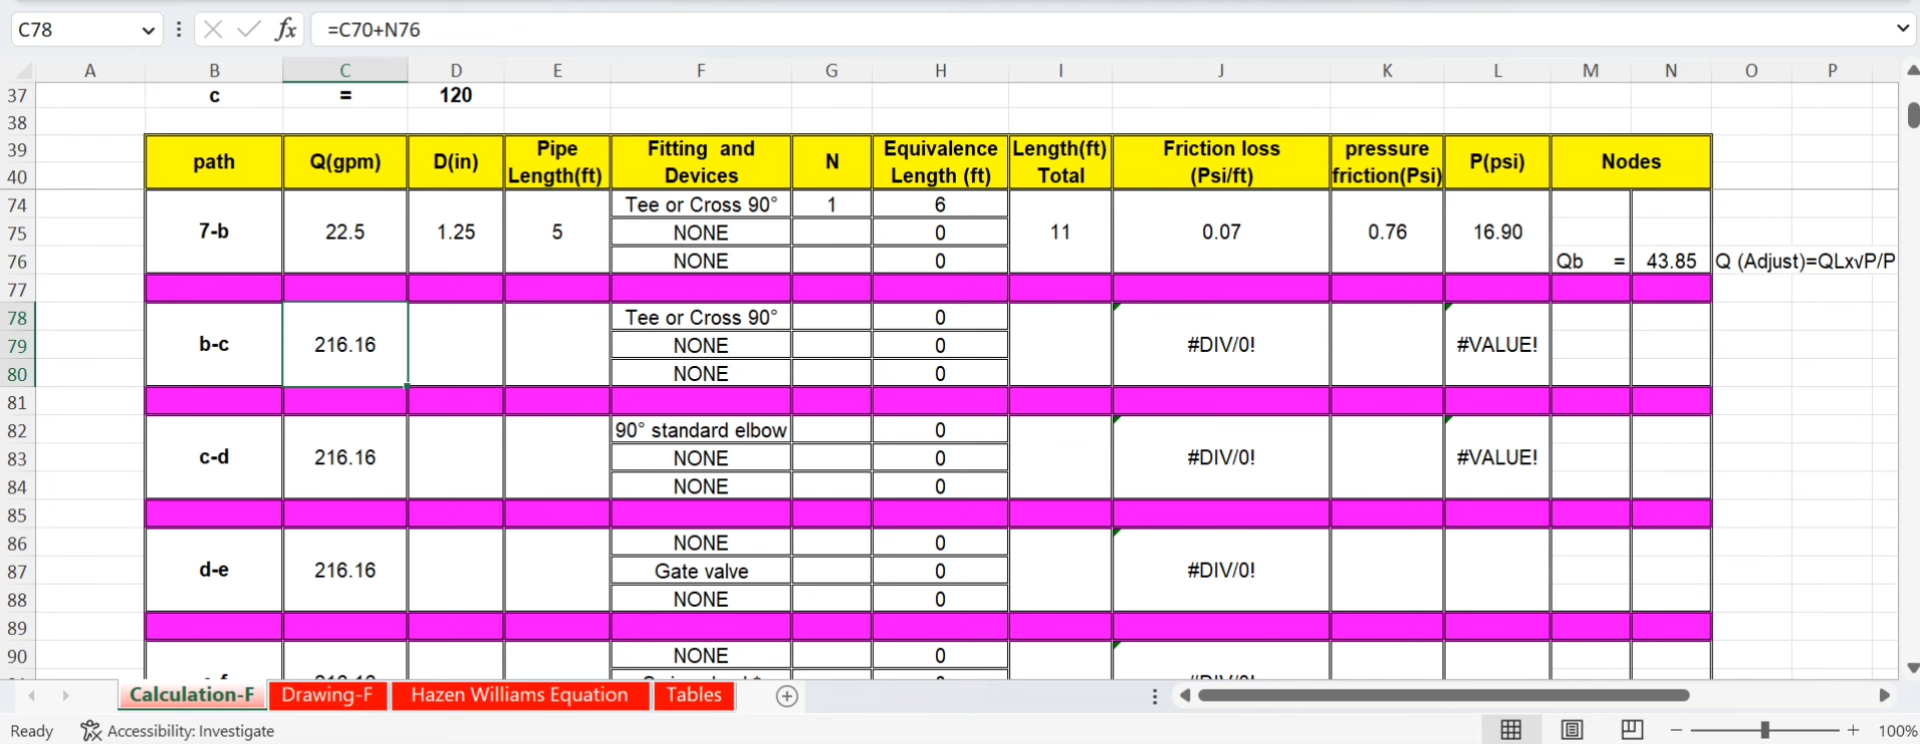 C78
fx
=C70+N76
A B C D E F G H I J K L M N O P
37 c = 120
38
39 Pipe Fitting and Equivalence Length(ft) Friction loss pressure
path Q(gpm) D(in) N P(psi) Nodes
40 Length(ft) Devices Length (ft) Total (Psi/ft) friction(Psi)
74 Tee or Cross 90° 1 6
75 7-b 22.5 1.25 5 NONE 0 11 0.07 0.76 16.90
76 NONE 0 Qb = 43.85 Q (Adjust)=QLx√P/P
77
78 Tee or Cross 90° 0
79 b-c 216.16 NONE 0 #DIV/0! #VALUE!
80 NONE 0
81
82 90° standard elbow 0
83 c-d 216.16 NONE 0 #DIV/0! #VALUE!
84 NONE 0
85
86 NONE 0
87 d-e 216.16 Gate valve 0 #DIV/0!
88 NONE 0
89
90 NONE 0
Calculation-F Drawing-F Hazen Williams Equation Tables
Ready Accessibility: Investigate 100%